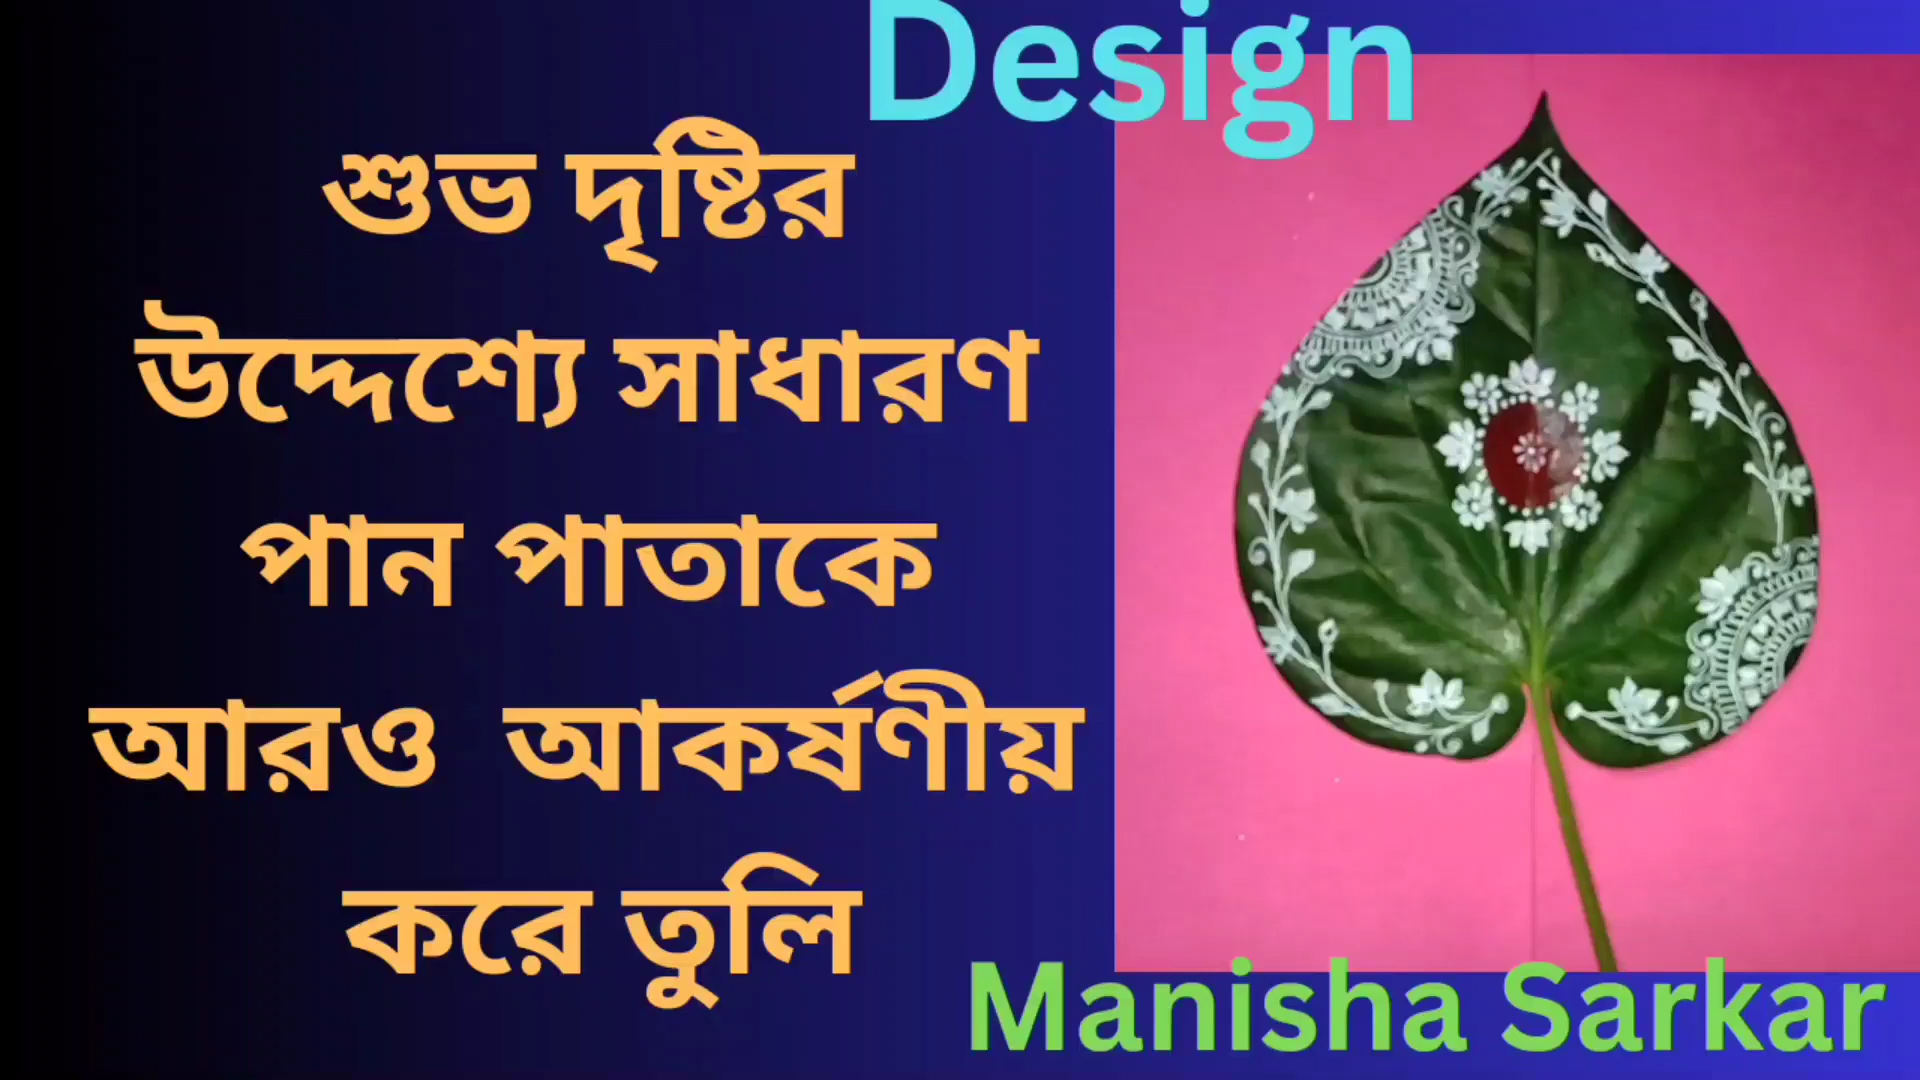 Design
শুভ দৃষ্টির
উদ্দেশ্যে সাধারণ
পান পাতাকে
আরও আকর্ষণীয়
করে তুলি
Manisha Sarkar